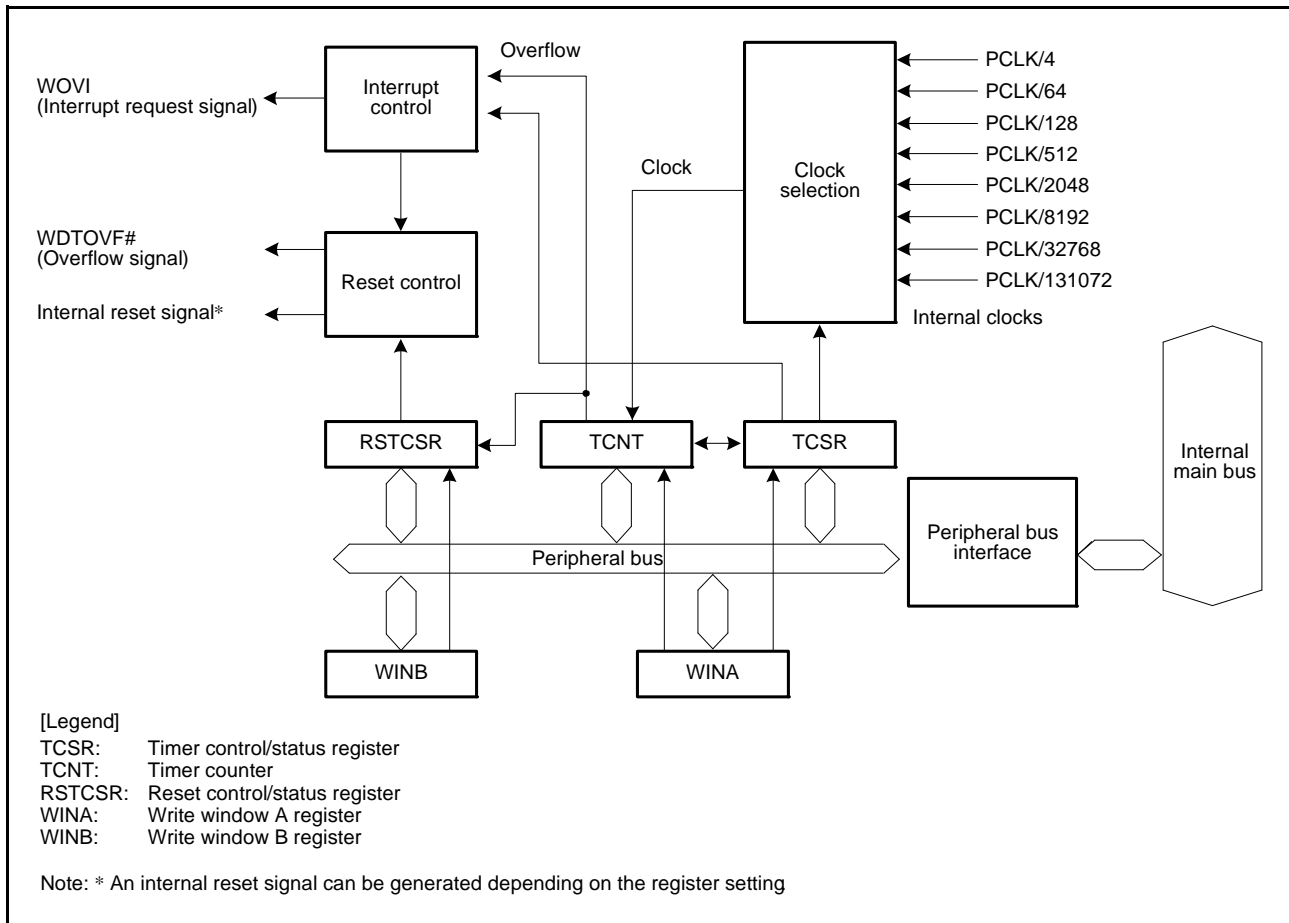 Overflow
WOVI
(Interrupt request signal)
Interrupt
control
PCLK/4
PCLK/64
PCLK/128
PCLK/512
PCLK/2048
PCLK/8192
PCLK/32768
PCLK/131072
Clock
Clock
selection
WDTOVF#
(Overflow signal)
Reset control
Internal reset signal*
Internal clocks
RSTCSR
TCNT
TCSR
Internal
main bus
Peripheral bus
Peripheral bus
interface
WINB
WINA
[Legend]
TCSR: Timer control/status register
TCNT: Timer counter
RSTCSR: Reset control/status register
WINA: Write window A register
WINB: Write window B register
Note: * An internal reset signal can be generated depending on the register setting